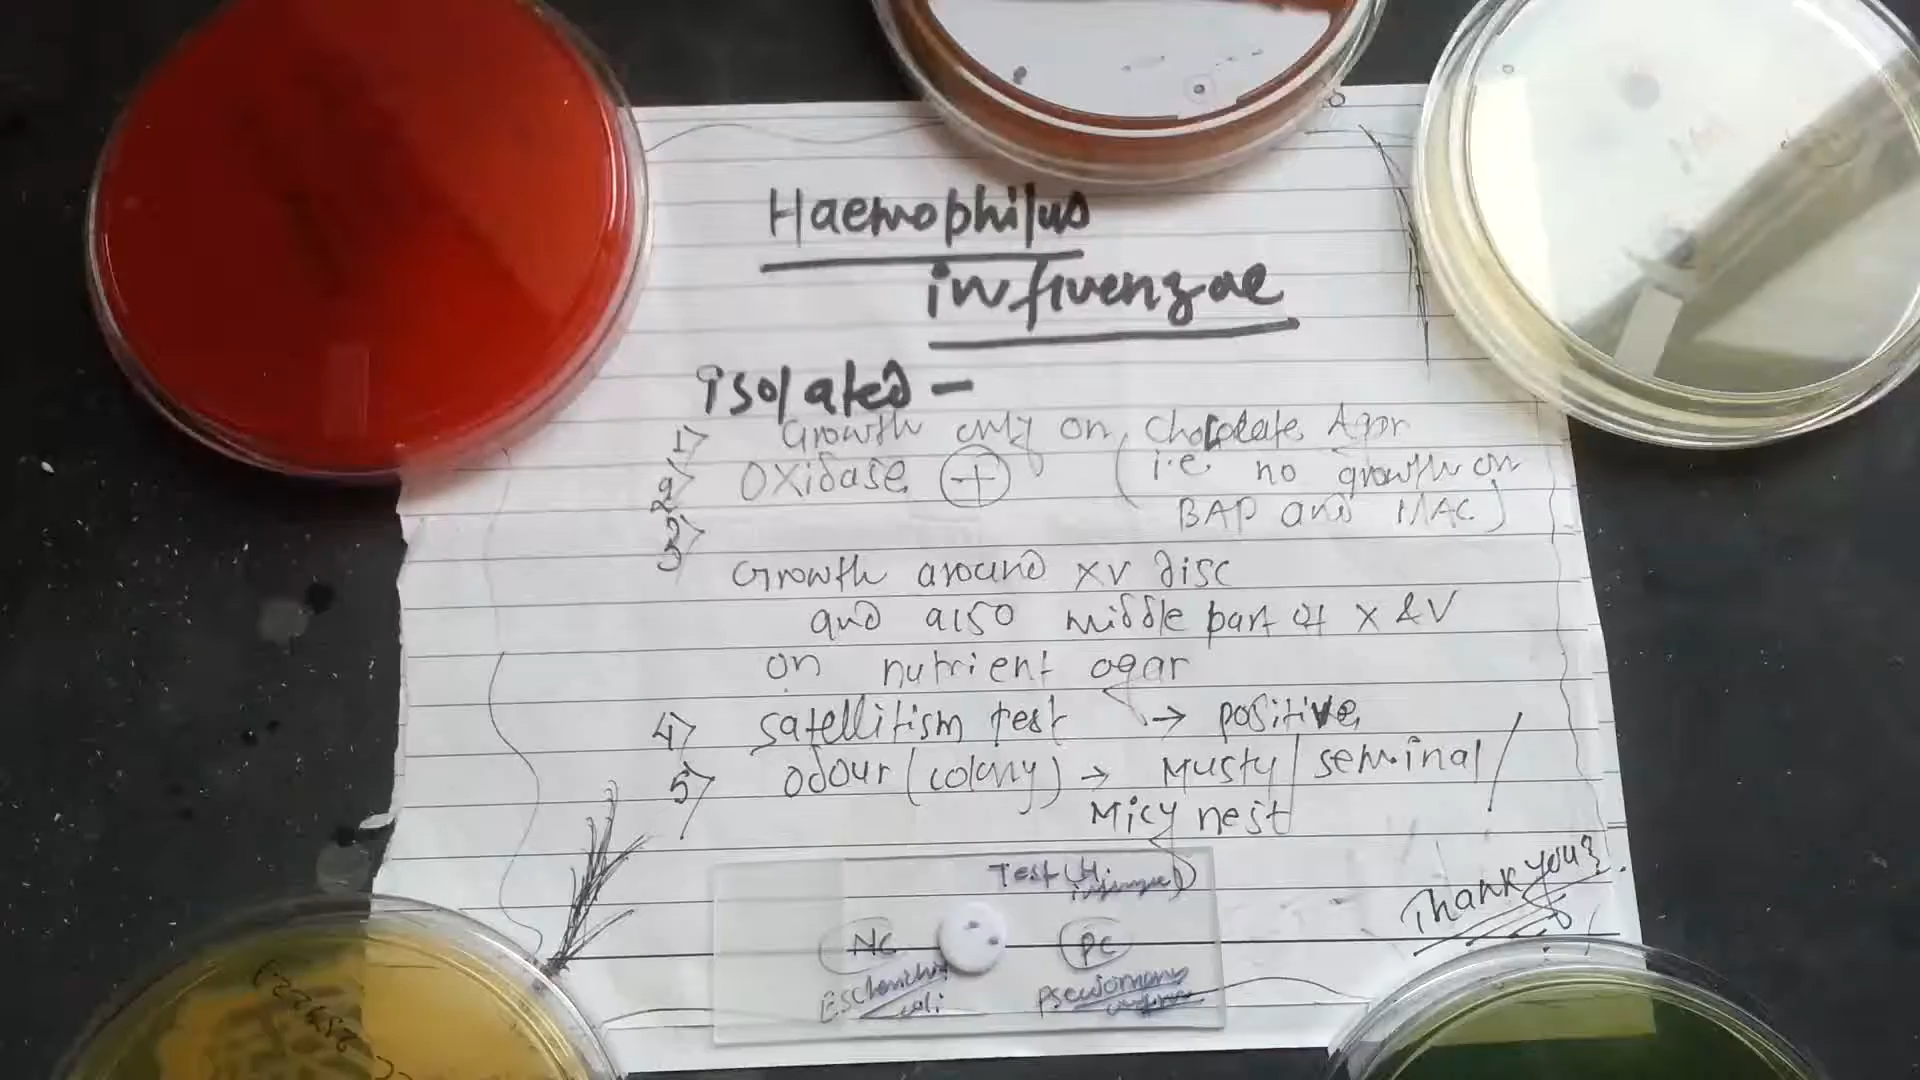 Haemophilus
influenzae
isolated -
1> Growth only on Chocolate Agar
2> Oxidase + (i.e. no growth on
BAP and MAC)
3>
Growth around XV disc
and also middle part of X & V
on nutrient agar
4> satellitism test → positive
5> odour (colony) → Musty/seminal/
Micy nest
Test (H.
influenzae)
NC
PC
Escherichia
coli
Thank you!